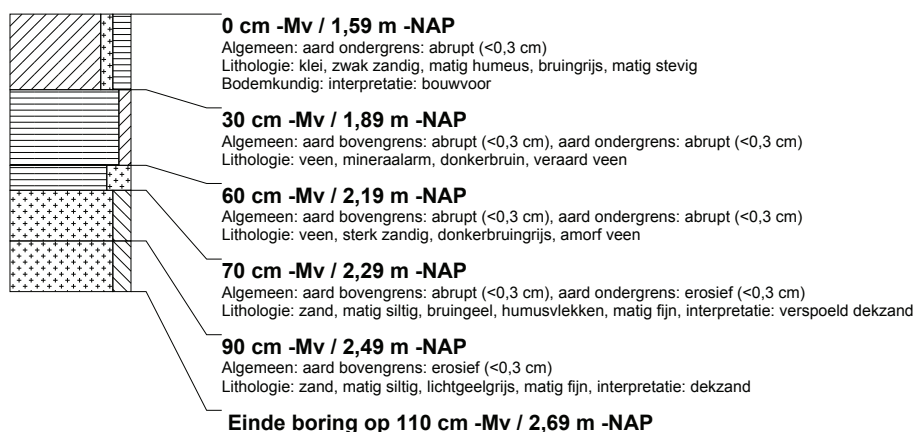 0 cm -Mv / 1,59 m -NAP
Algemeen: aard ondergrens: abrupt (<0,3 cm)
Lithologie: klei, zwak zandig, matig humeus, bruingrijs, matig stevig
Bodemkundig: interpretatie: bouwvoor
30 cm -Mv / 1,89 m -NAP
Algemeen: aard bovengrens: abrupt (<0,3 cm), aard ondergrens: abrupt (<0,3 cm)
Lithologie: veen, mineraalarm, donkerbruin, veraard veen
60 cm -Mv / 2,19 m -NAP
Algemeen: aard bovengrens: abrupt (<0,3 cm), aard ondergrens: abrupt (<0,3 cm)
Lithologie: veen, sterk zandig, donkerbruingrijs, amorf veen
70 cm -Mv / 2,29 m -NAP
Algemeen: aard bovengrens: abrupt (<0,3 cm), aard ondergrens: erosief (<0,3 cm)
Lithologie: zand, matig siltig, bruingeel, humusvlekken, matig fijn, interpretatie: verspoeld dekzand
90 cm -Mv / 2,49 m -NAP
Algemeen: aard bovengrens: erosief (<0,3 cm)
Lithologie: zand, matig siltig, lichtgeelgrijs, matig fijn, interpretatie: dekzand
Einde boring op 110 cm -Mv / 2,69 m -NAP